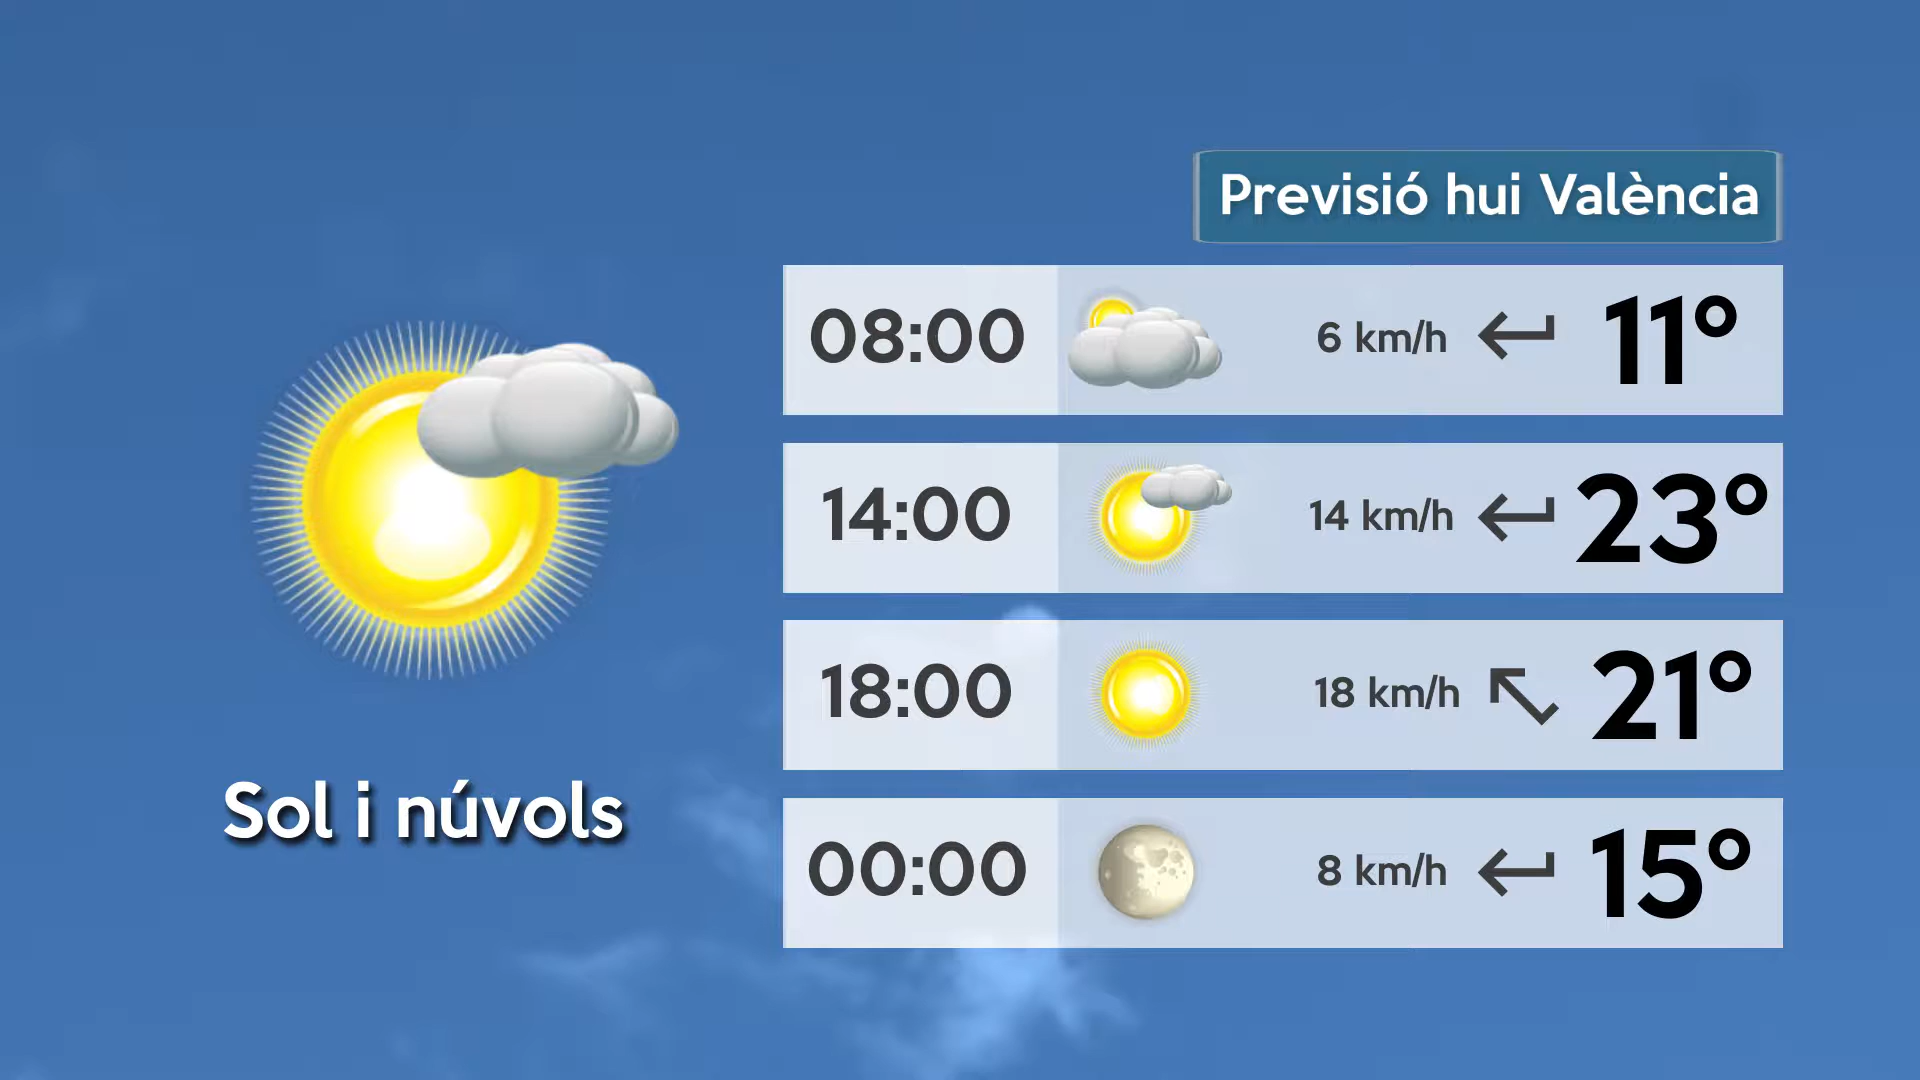 Previsió hui València
08:00 6 km/h 11°
14:00 14 km/h 23°
18:00 18 km/h 21°
00:00 8 km/h 15°
Sol i núvols